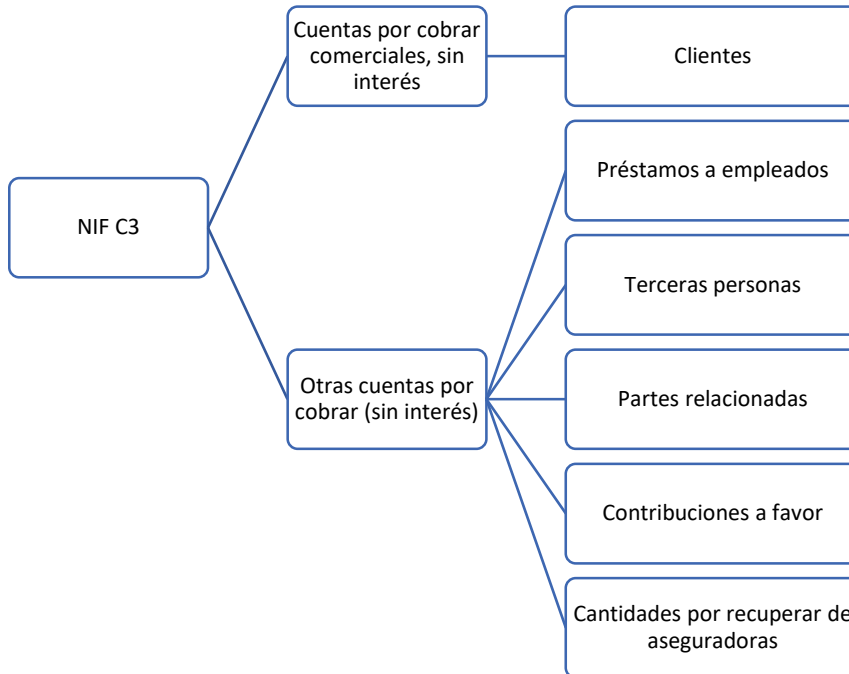 NIF C3
Cuentas por cobrar
comerciales, sin
interés
Clientes
Otras cuentas por
cobrar (sin interés)
Préstamos a empleados
Terceras personas
Partes relacionadas
Contribuciones a favor
Cantidades por recuperar de
aseguradoras